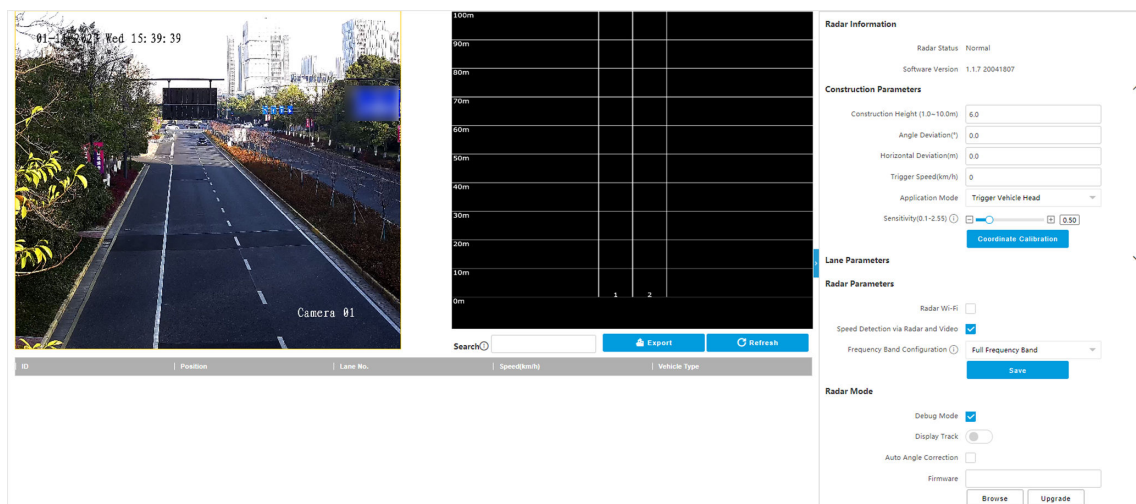 01-11-2023 Wed 15:39:39
Camera 01
100m
90m
80m
70m
60m
50m
40m
30m
20m
10m
0m
1 2
Search
Export
Refresh
ID Position Lane No. Speed(km/h) Vehicle Type
Radar Information
Radar Status Normal
Software Version 1.1.7 20041807
Construction Parameters
Construction Height (1.0~10.0m) 6.0
Angle Deviation(°) 0.0
Horizontal Deviation(m) 0.0
Trigger Speed(km/h) 0
Application Mode Trigger Vehicle Head
Sensitivity(0.1-2.55) 0.50
Coordinate Calibration
Lane Parameters
Radar Parameters
Radar Wi-Fi
Speed Detection via Radar and Video
Frequency Band Configuration Full Frequency Band
Save
Radar Mode
Debug Mode
Display Track
Auto Angle Correction
Firmware
Browse Upgrade